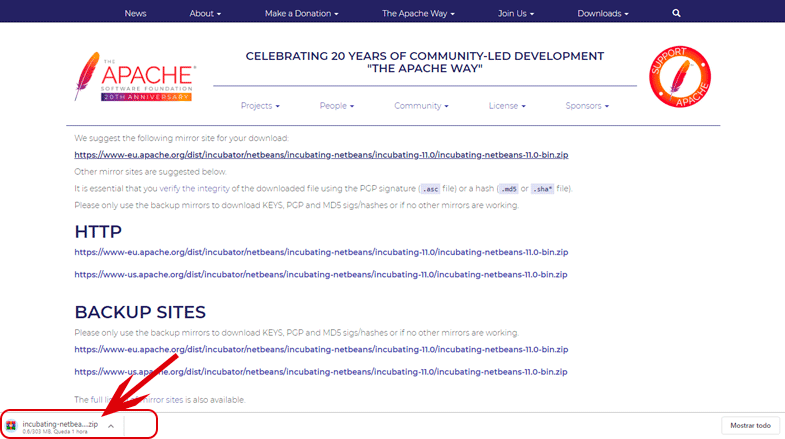 News About Make a Donation The Apache Way Join Us Downloads
THE
APACHE®
SOFTWARE FOUNDATION
20TH ANNIVERSARY
CELEBRATING 20 YEARS OF COMMUNITY-LED DEVELOPMENT
"THE APACHE WAY"
SUPPORT
APACHE
Projects People Community License Sponsors
We suggest the following mirror site for your download:
https://www-eu.apache.org/dist/incubator/netbeans/incubating-netbeans/incubating-11.0/incubating-netbeans-11.0-bin.zip
Other mirror sites are suggested below.
It is essential that you verify the integrity of the downloaded file using the PGP signature (.asc file) or a hash (.md5 or .sha* file).
Please only use the backup mirrors to download KEYS, PGP and MD5 sigs/hashes or if no other mirrors are working.
HTTP
https://www-eu.apache.org/dist/incubator/netbeans/incubating-netbeans/incubating-11.0/incubating-netbeans-11.0-bin.zip
https://www-us.apache.org/dist/incubator/netbeans/incubating-netbeans/incubating-11.0/incubating-netbeans-11.0-bin.zip
BACKUP SITES
Please only use the backup mirrors to download KEYS, PGP and MD5 sigs/hashes or if no other mirrors are working.
https://www-eu.apache.org/dist/incubator/netbeans/incubating-netbeans/incubating-11.0/incubating-netbeans-11.0-bin.zip
https://www-us.apache.org/dist/incubator/netbeans/incubating-netbeans/incubating-11.0/incubating-netbeans-11.0-bin.zip
The full of mirror sites is also available.
incubating-netbea....zip
0.6/303 MB, Queda 1 hora
Mostrar todo